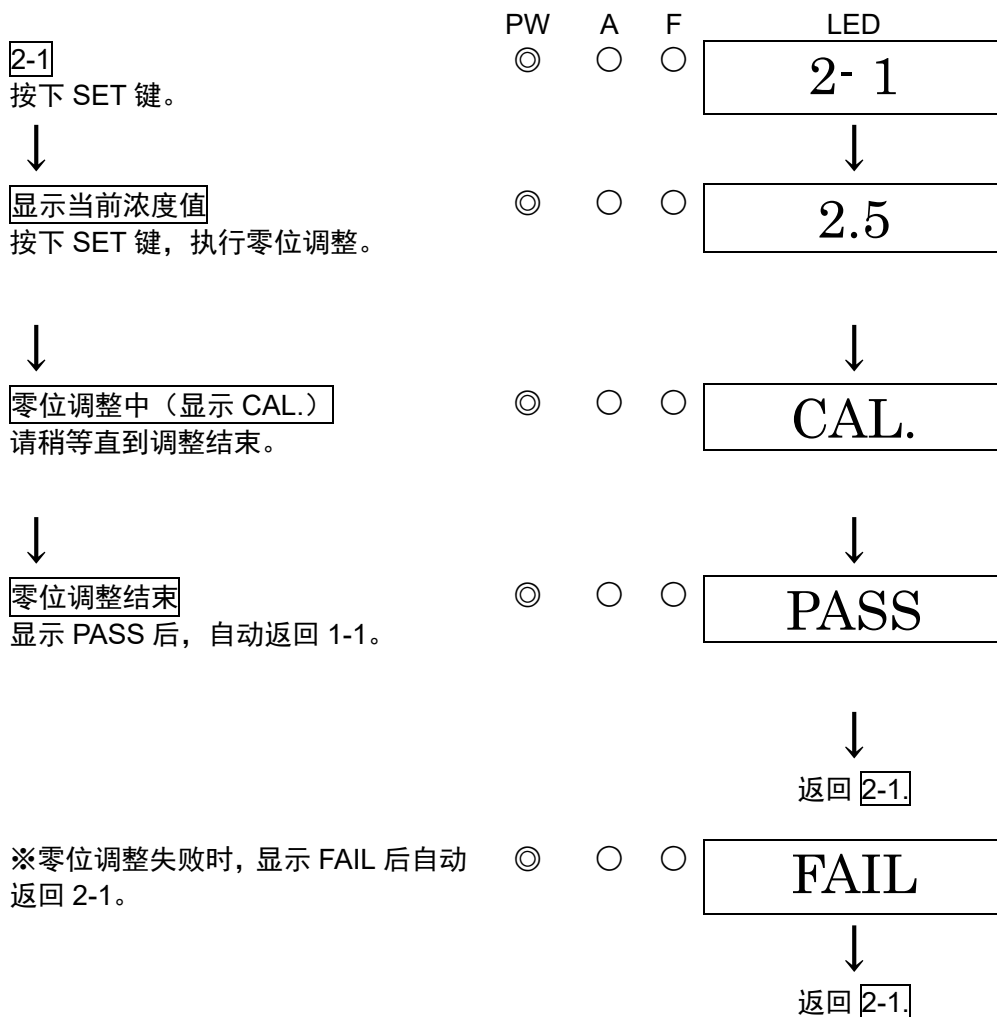 PW A F LED
2-1 ◎ ○ ○ 2- 1
按下 SET 键。
↓ ↓
显示当前浓度值 ◎ ○ ○ 2.5
按下 SET 键，执行零位调整。
↓ ↓
零位调整中（显示 CAL.） ◎ ○ ○ CAL.
请稍等直到调整结束。
↓ ↓
零位调整结束 ◎ ○ ○ PASS
显示 PASS 后，自动返回 1-1。
↓
返回 2-1.
※零位调整失败时，显示 FAIL 后自动 ◎ ○ ○ FAIL
返回 2-1。
↓
返回 2-1.